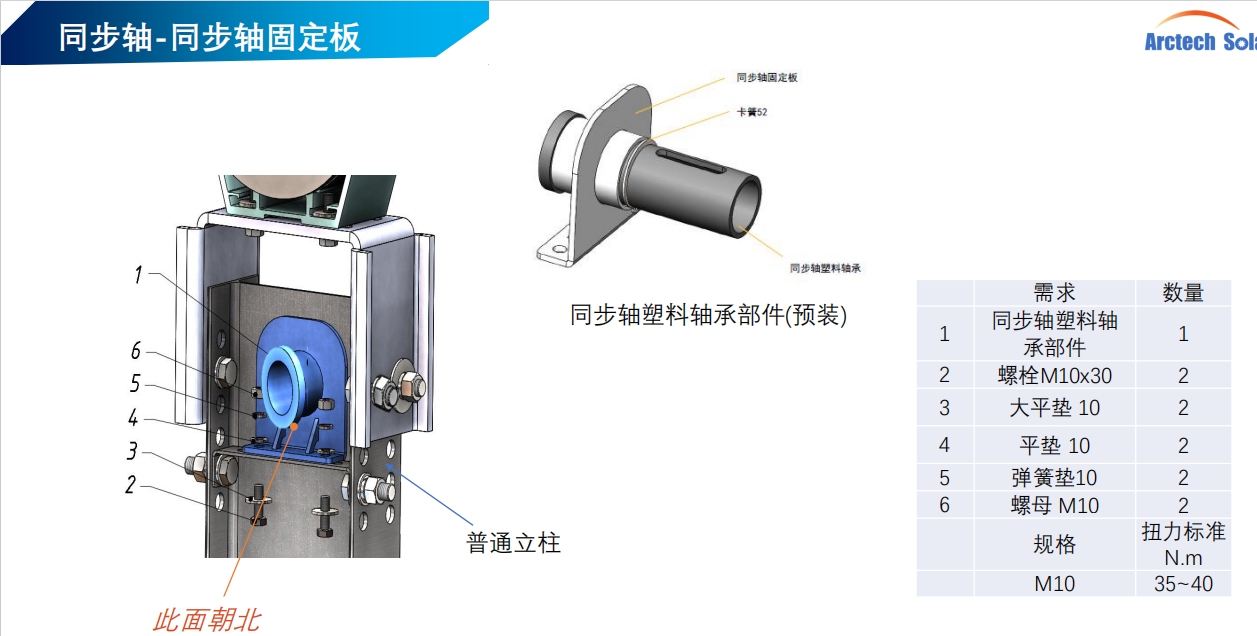 同步轴-同步轴固定板
Arctech Sola
同步轴固定板
卡簧52
同步轴塑料轴承
同步轴塑料轴承部件(预装)
1
6
5
4
3
2
普通立柱
此面朝北
需求 数量
1 同步轴塑料轴 1
承部件
2 螺栓M10x30 2
3 大平垫 10 2
4 平垫 10 2
5 弹簧垫10 2
6 螺母 M10 2
规格 扭力标准
N.m
M10 35~40